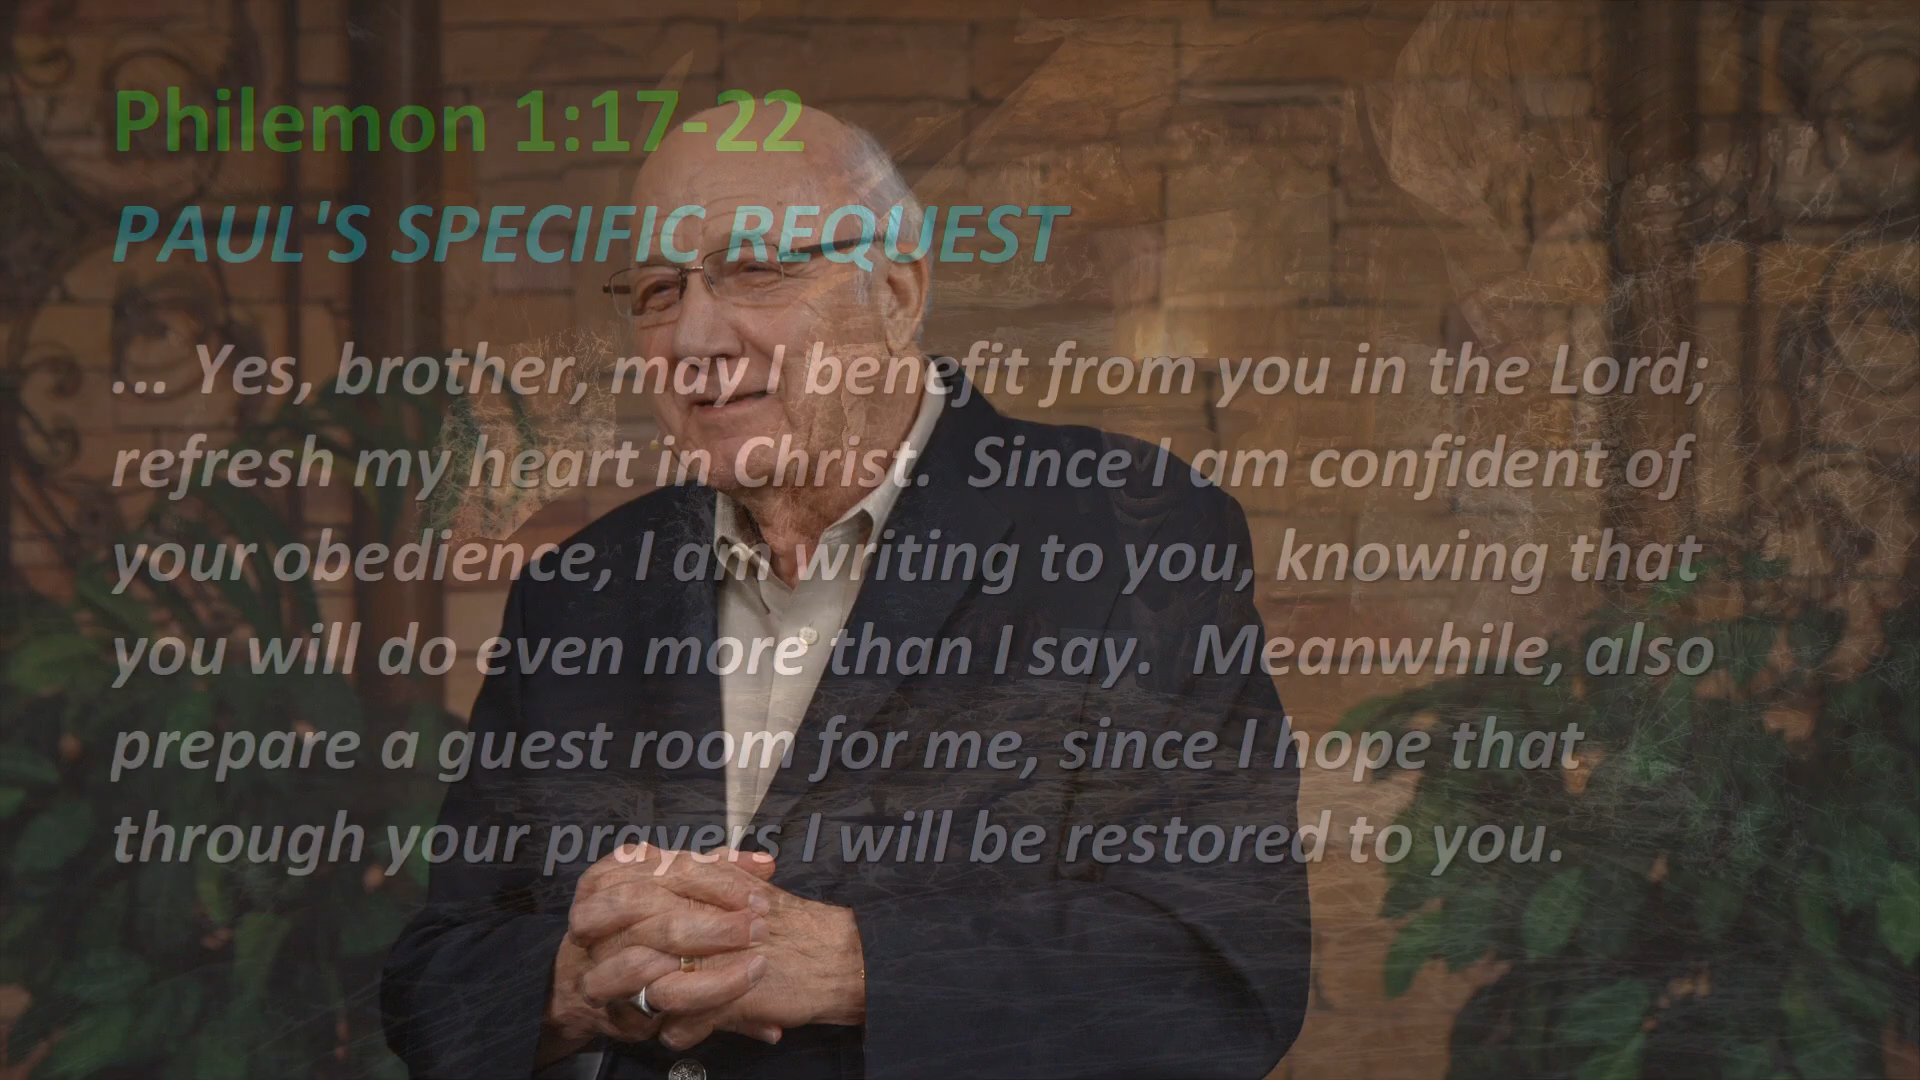 Philemon 1:17-22
PAUL'S SPECIFIC REQUEST
... Yes, brother, may I benefit from you in the Lord;
refresh my heart in Christ.  Since I am confident of
your obedience, I am writing to you, knowing that
you will do even more than I say.  Meanwhile, also
prepare a guest room for me, since I hope that
through your prayers I will be restored to you.